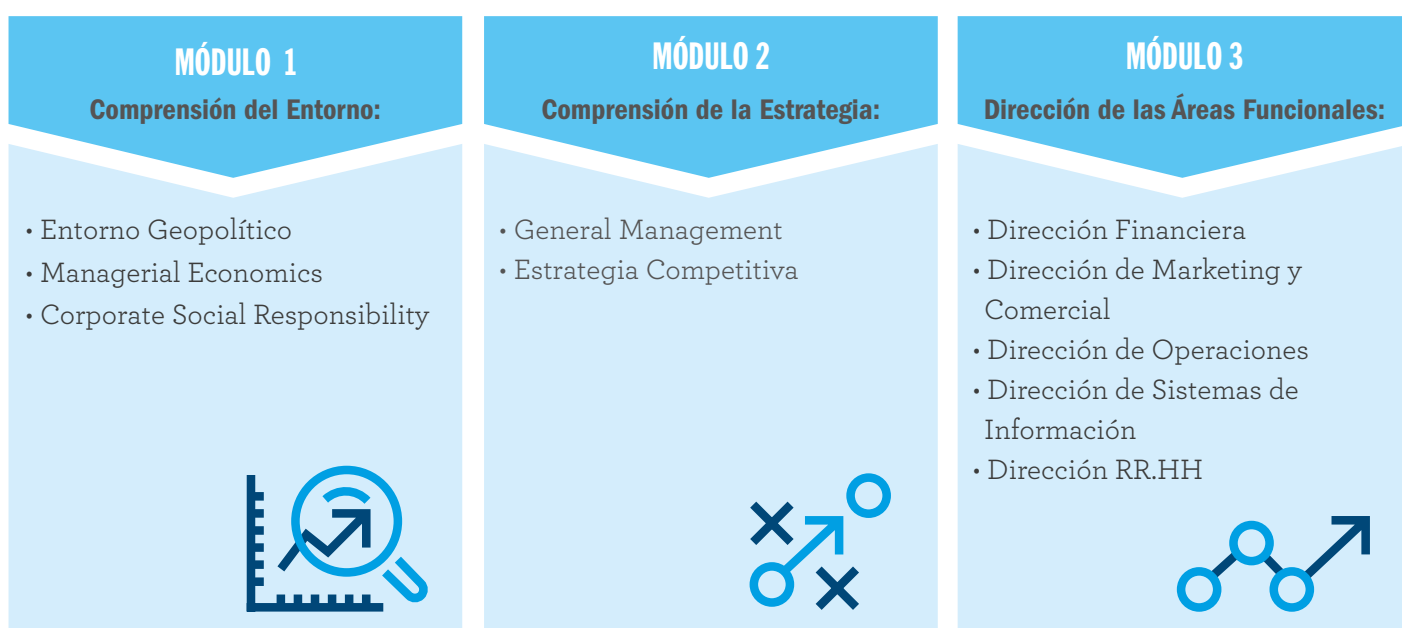 MÓDULO 1
Comprensión del Entorno:
• Entorno Geopolítico
• Managerial Economics
• Corporate Social Responsibility
MÓDULO 2
Comprensión de la Estrategia:
• General Management
• Estrategia Competitiva
MÓDULO 3
Dirección de las Áreas Funcionales:
• Dirección Financiera
• Dirección de Marketing y
Comercial
• Dirección de Operaciones
• Dirección de Sistemas de
Información
• Dirección RR.HH